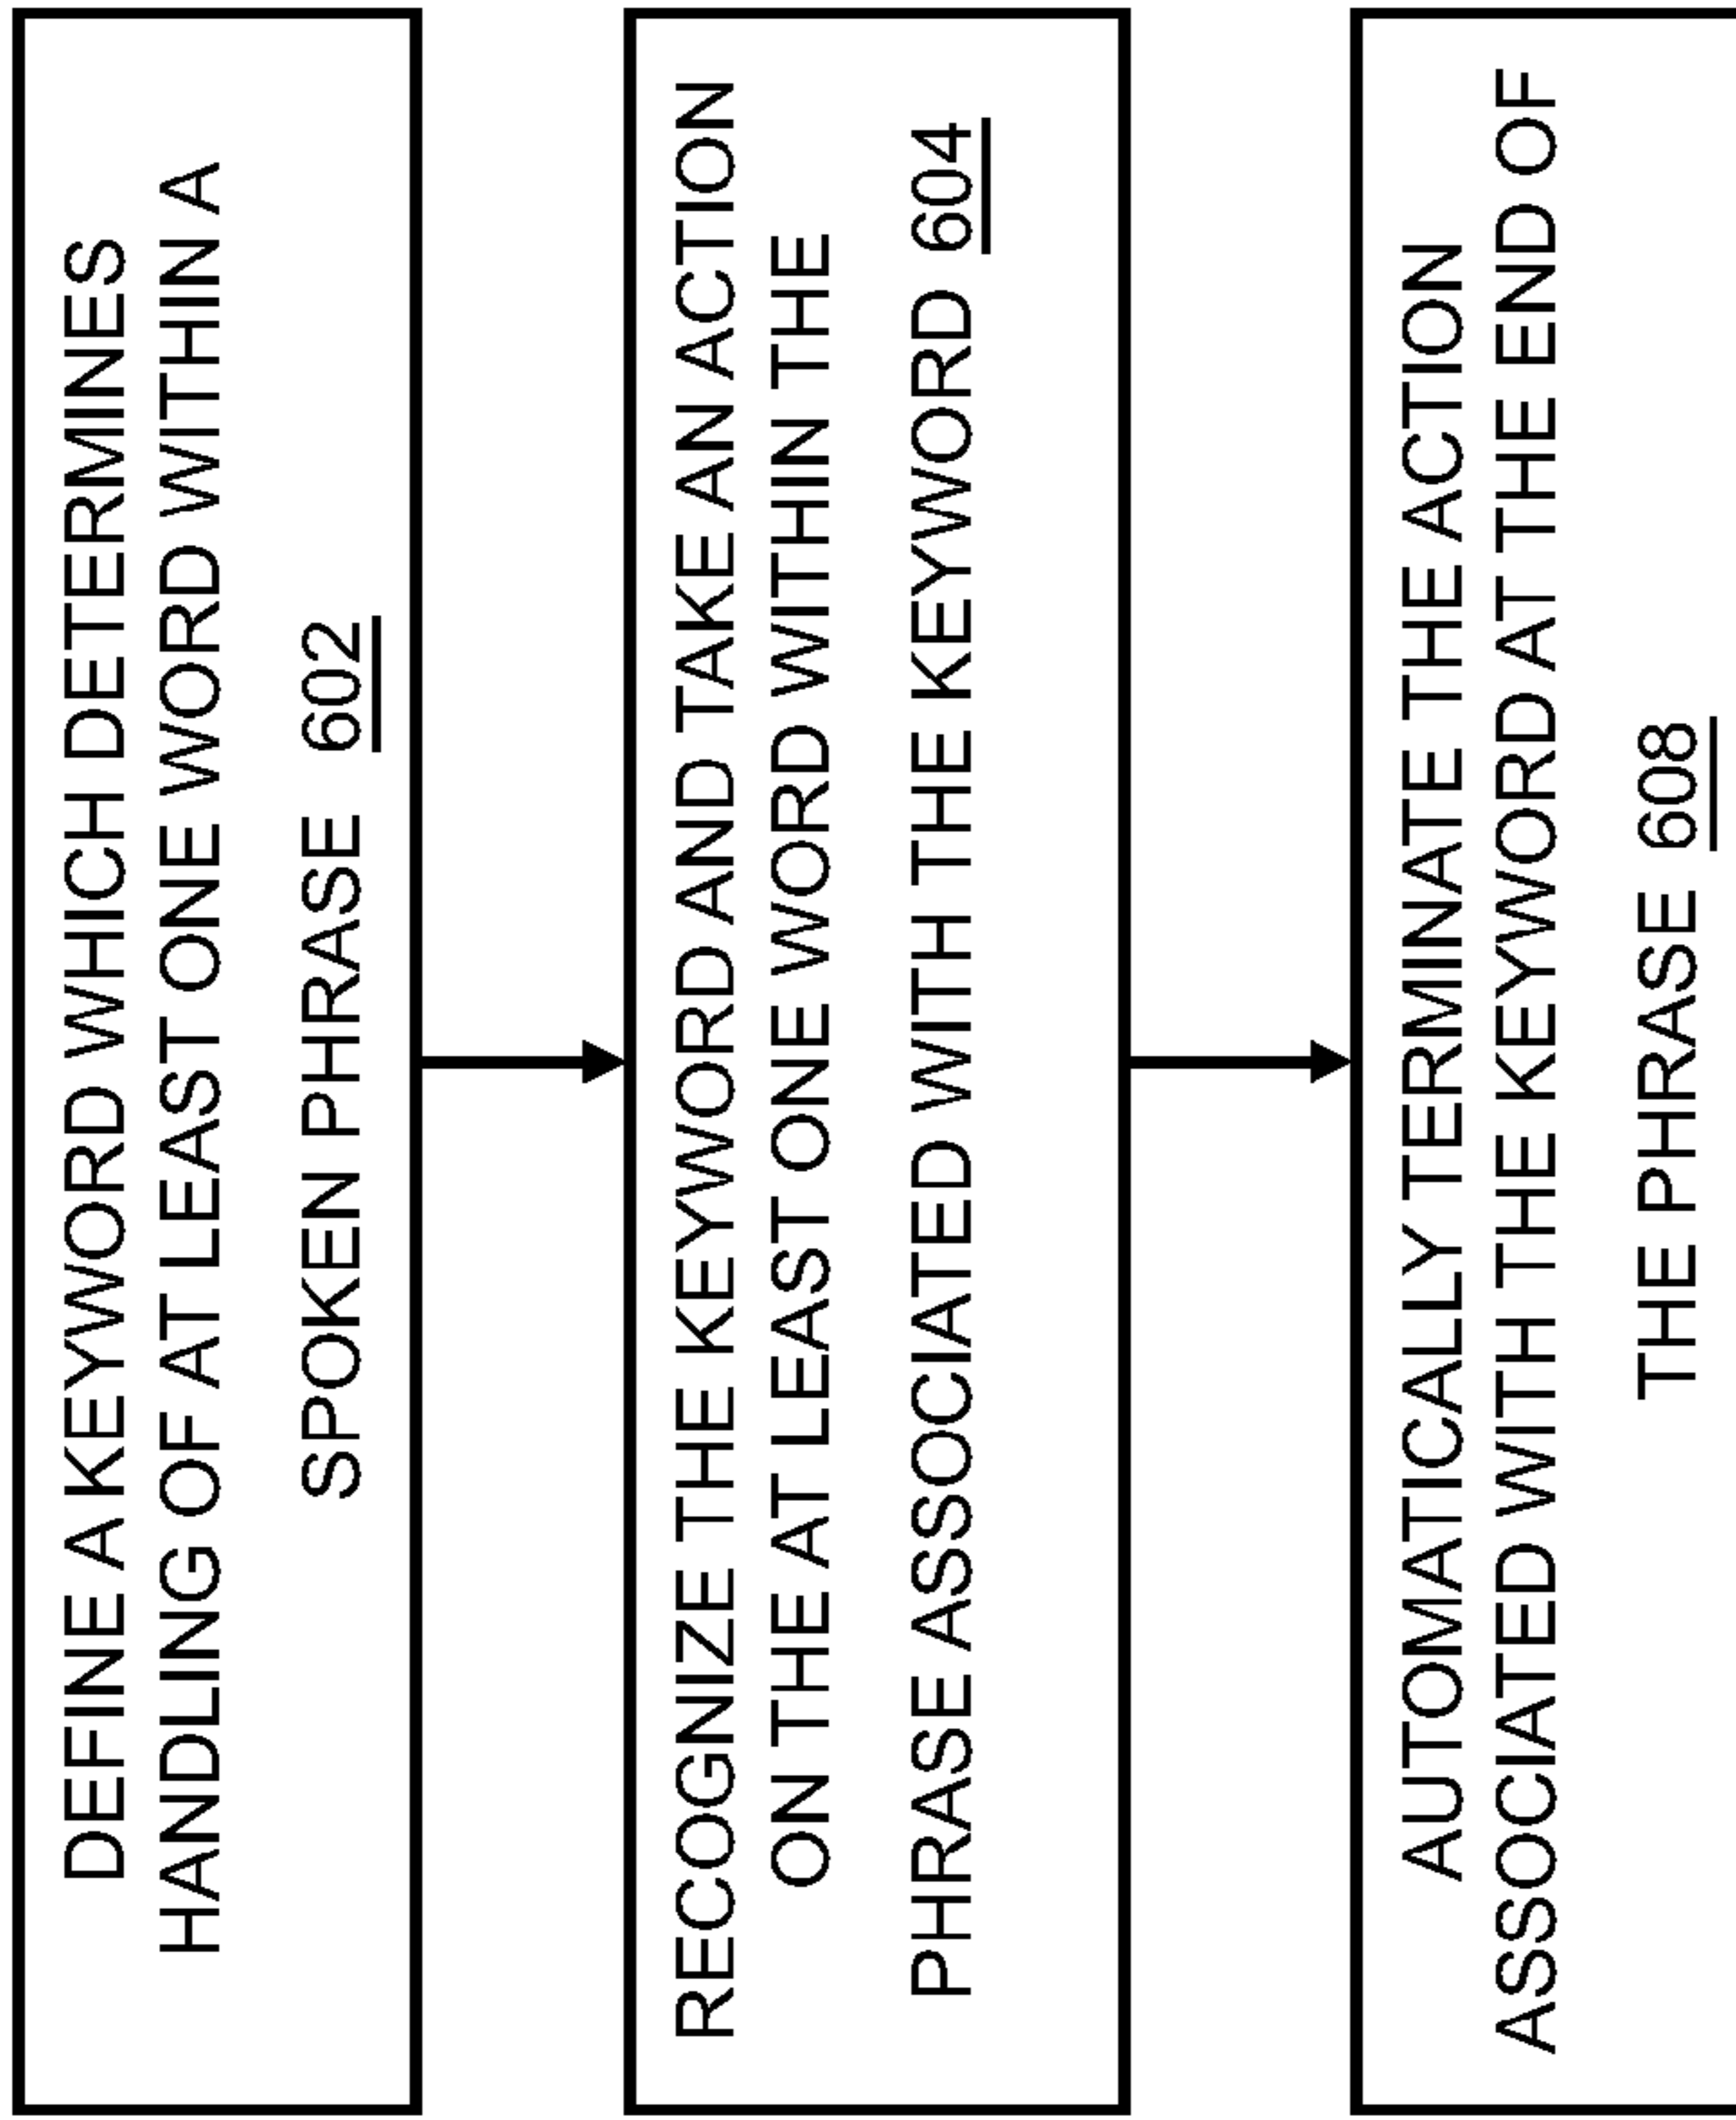 DEFINE A KEYWORD WHICH DETERMINES
HANDLING OF AT LEAST ONE WORD WITHIN A
SPOKEN PHRASE 602
RECOGNIZE THE KEYWORD AND TAKE AN ACTION
ON THE AT LEAST ONE WORD WITHIN THE
PHRASE ASSOCIATED WITH THE KEYWORD 604
AUTOMATICALLY TERMINATE THE ACTION
ASSOCIATED WITH THE KEYWORD AT THE END OF
THE PHRASE 608